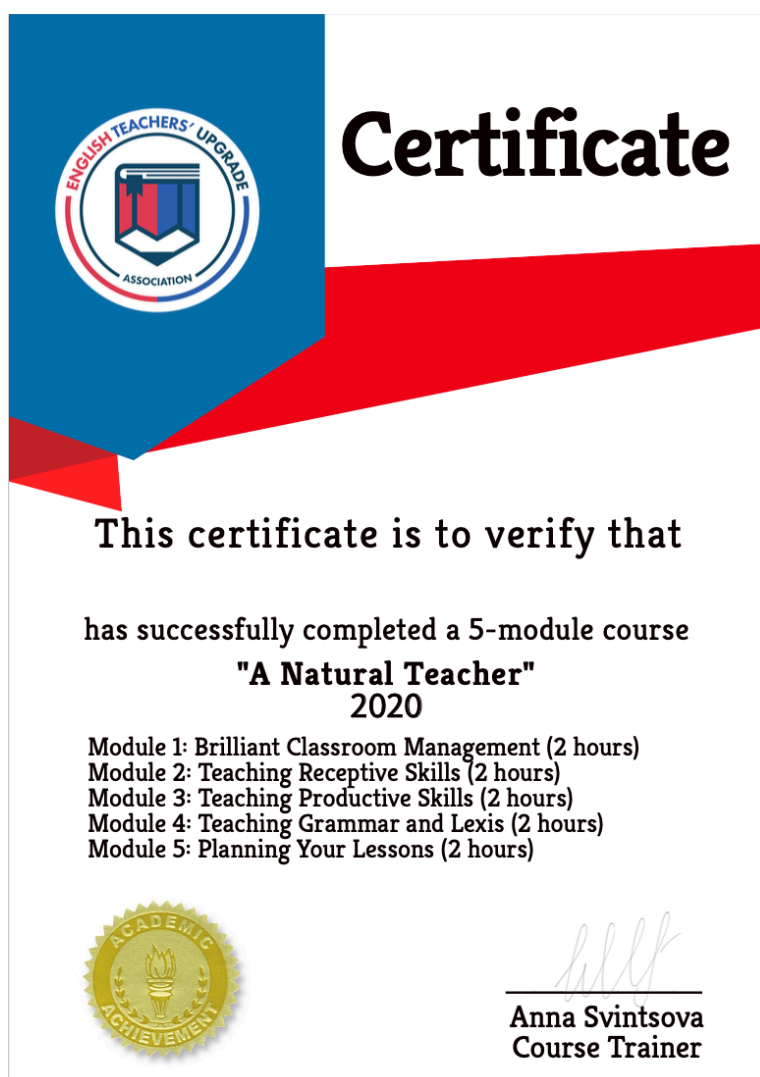 ENGLISH TEACHERS' UPGRADE
ASSOCIATION
Certificate
This certificate is to verify that
has successfully completed a 5-module course
"A Natural Teacher"
2020
Module 1: Brilliant Classroom Management (2 hours)
Module 2: Teaching Receptive Skills (2 hours)
Module 3: Teaching Productive Skills (2 hours)
Module 4: Teaching Grammar and Lexis (2 hours)
Module 5: Planning Your Lessons (2 hours)
ACADEMIC
ACHIEVEMENT
Anna Svintsova
Course Trainer